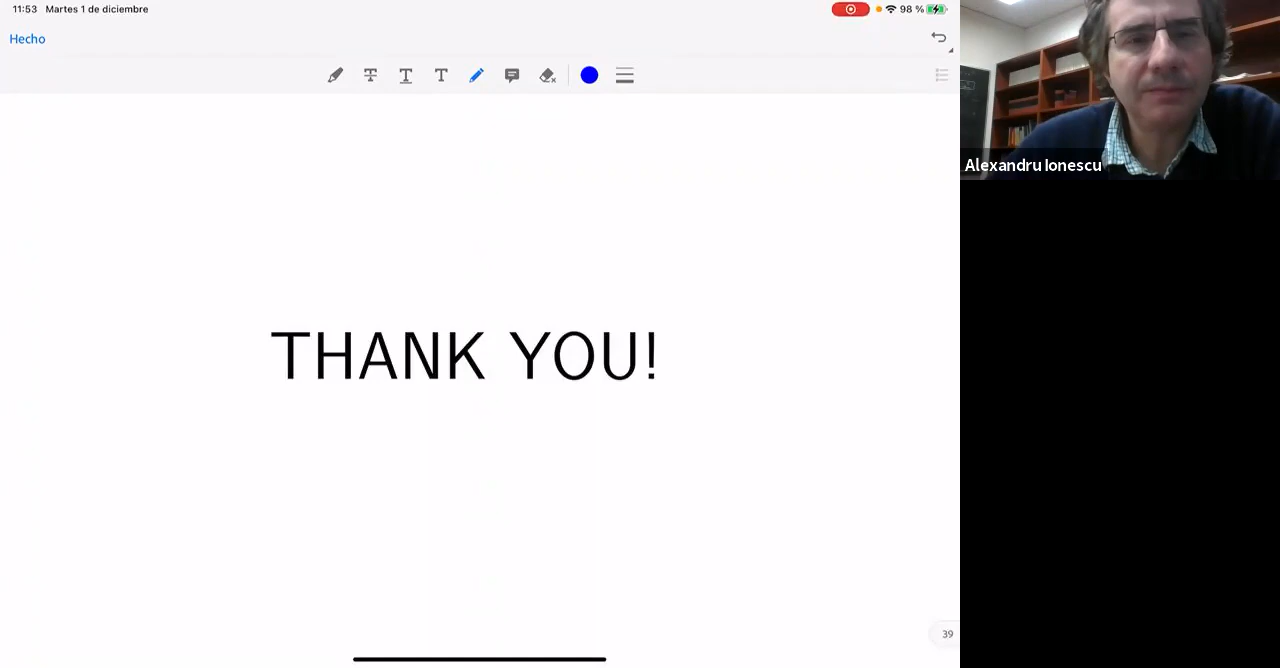 11:53 Martes 1 de diciembre
98 %
Hecho
T T T
THANK YOU!
39
Alexandru Ionescu